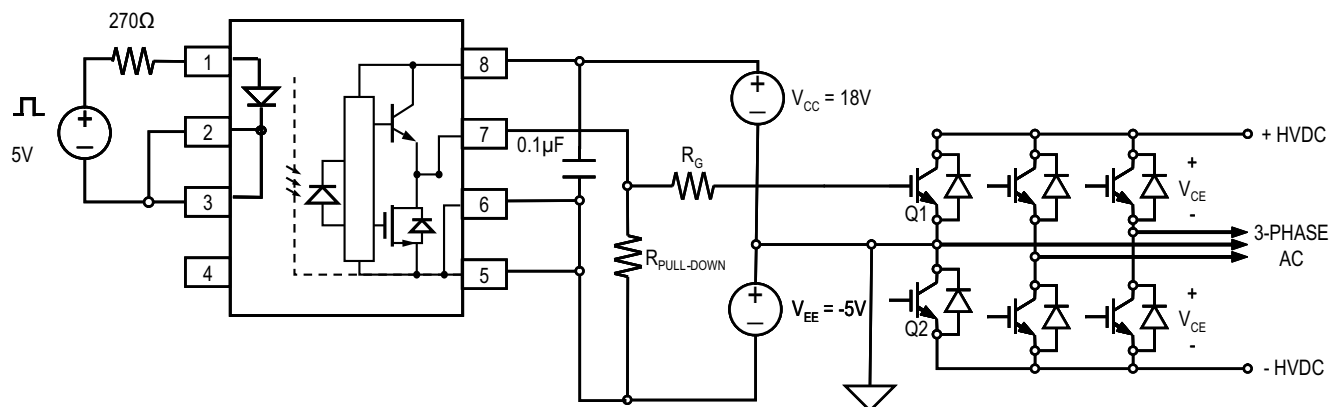 270Ω
5V
1
2
3
4
8
7
6
5
0.1µF
R_G
R_PULL-DOWN
V_CC = 18V
V_EE = -5V
Q1
Q2
+ HVDC
+
V_CE
-
3-PHASE
AC
+
V_CE
-
- HVDC